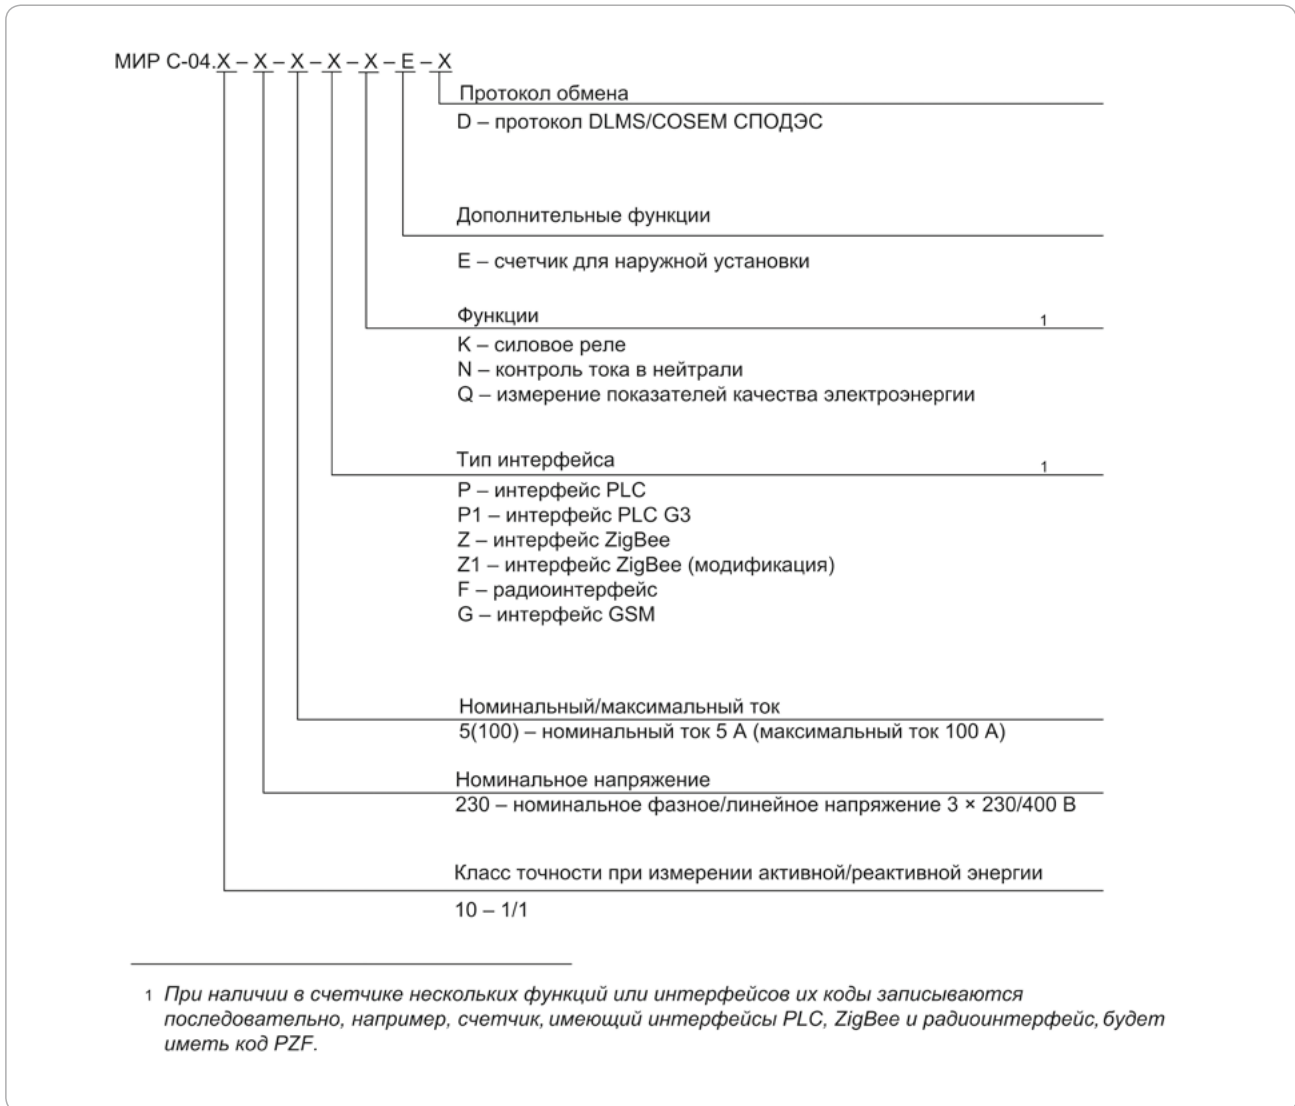 МИР С-04.X – X – X – X – X – E – X
Протокол обмена
D – протокол DLMS/COSEM СПОДЭС
Дополнительные функции
E – счетчик для наружной установки
Функции 1
K – силовое реле
N – контроль тока в нейтрали
Q – измерение показателей качества электроэнергии
Тип интерфейса 1
P – интерфейс PLC
P1 – интерфейс PLC G3
Z – интерфейс ZigBee
Z1 – интерфейс ZigBee (модификация)
F – радиоинтерфейс
G – интерфейс GSM
Номинальный/максимальный ток
5(100) – номинальный ток 5 А (максимальный ток 100 А)
Номинальное напряжение
230 – номинальное фазное/линейное напряжение 3 × 230/400 В
Класс точности при измерении активной/реактивной энергии
10 – 1/1
1 При наличии в счетчике нескольких функций или интерфейсов их коды записываются
последовательно, например, счетчик, имеющий интерфейсы PLC, ZigBee и радиоинтерфейс, будет
иметь код PZF.